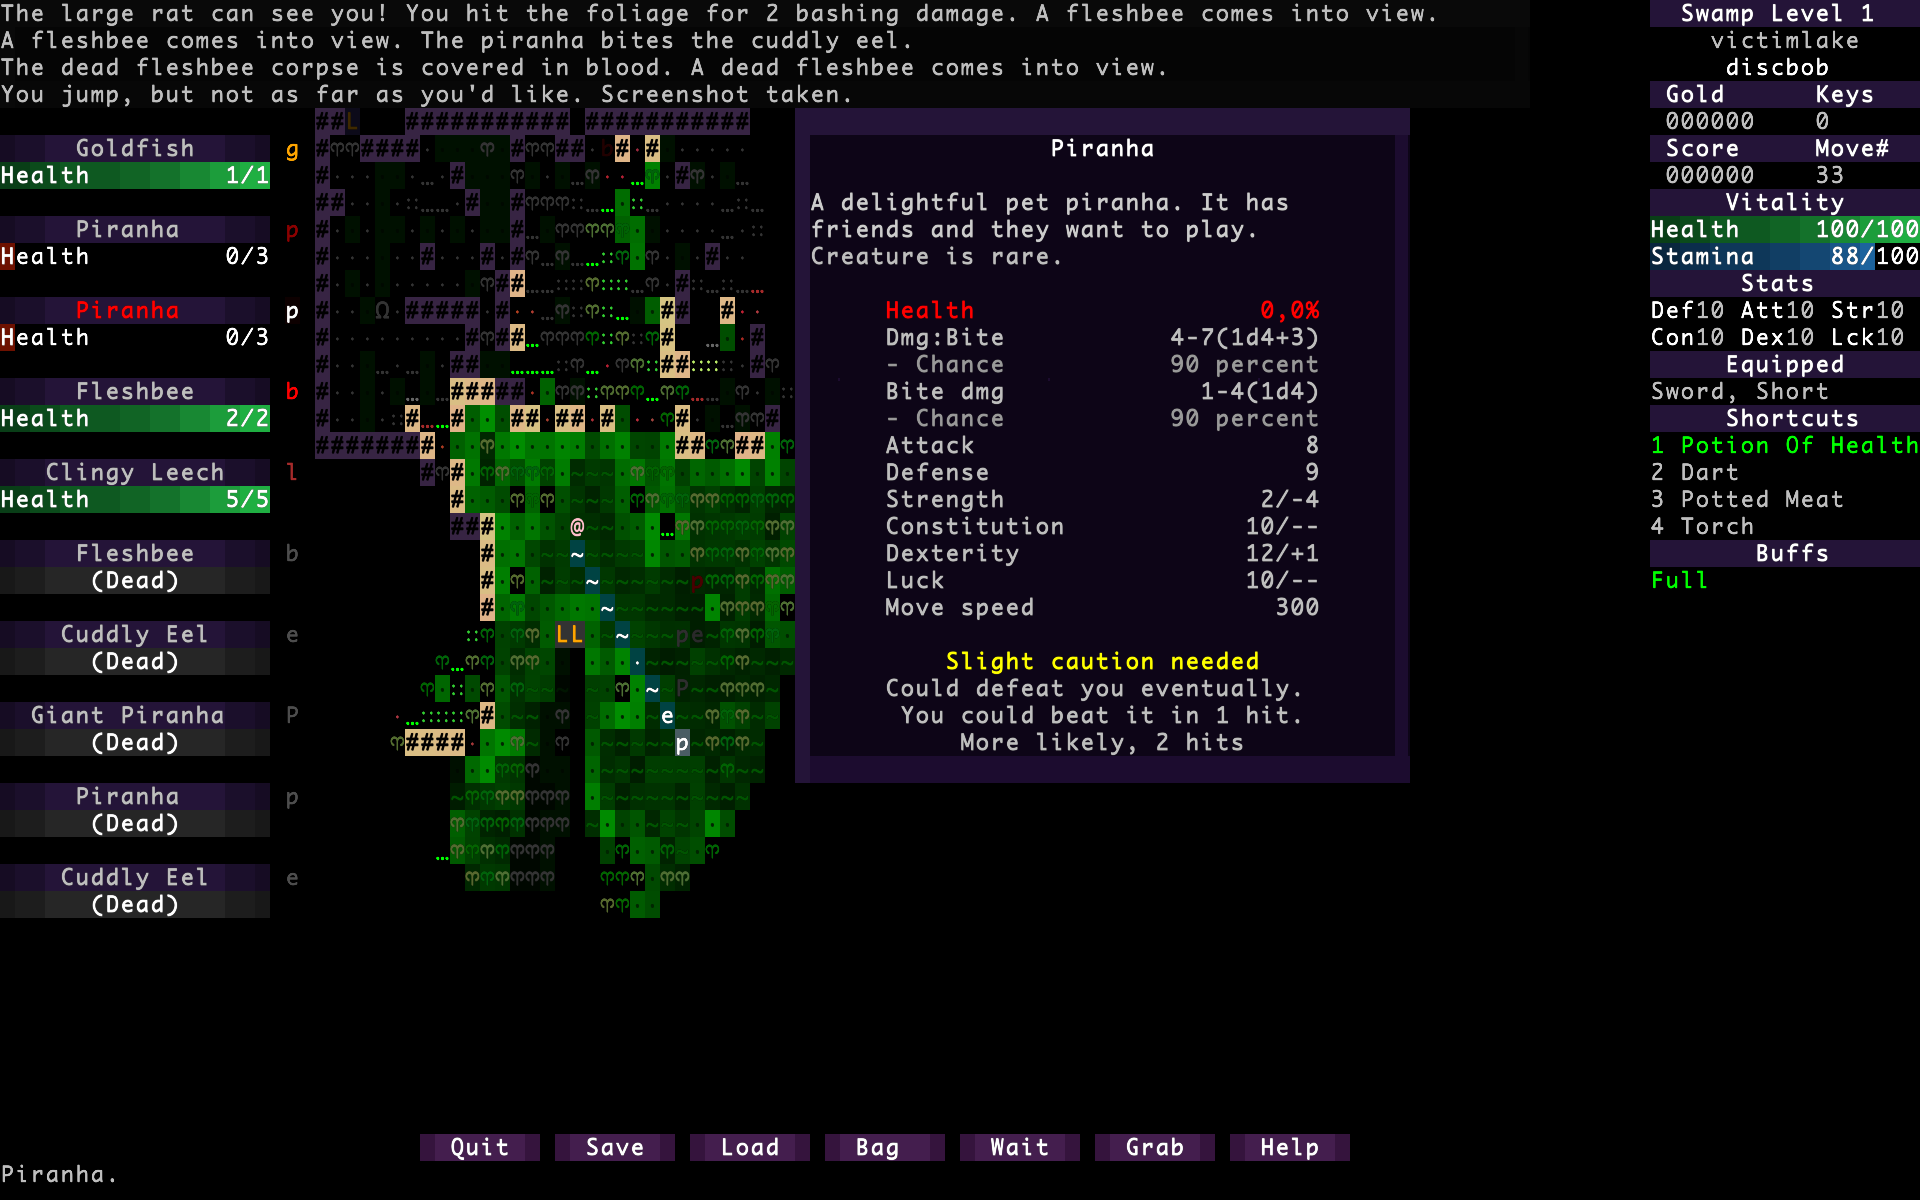 The large rat can see you! You hit the foliage for 2 bashing damage. A fleshbee comes into view.
A fleshbee comes into view. The piranha bites the cuddly eel.
The dead fleshbee corpse is covered in blood. A dead fleshbee comes into view.
You jump, but not as far as you'd like. Screenshot taken.
Goldfish g
Health 1/1
Piranha p
Health 0/3
Piranha p
Health 0/3
Fleshbee b
Health 2/2
Clingy Leech l
Health 5/5
Fleshbee b
(Dead)
Cuddly Eel e
(Dead)
Giant Piranha P
(Dead)
Piranha p
(Dead)
Cuddly Eel e
(Dead)
Piranha
A delightful pet piranha. It has
friends and they want to play.
Creature is rare.
Health 0,0%
Dmg:Bite 4-7(1d4+3)
- Chance 90 percent
Bite dmg 1-4(1d4)
- Chance 90 percent
Attack 8
Defense 9
Strength 2/-4
Constitution 10/--
Dexterity 12/+1
Luck 10/--
Move speed 300
Slight caution needed
Could defeat you eventually.
You could beat it in 1 hit.
More likely, 2 hits
Swamp Level 1
victimlake
discbob
Gold Keys
000000 0
Score Move#
000000 33
Vitality
Health 100/100
Stamina 88/100
Stats
Def10 Att10 Str10
Con10 Dex10 Lck10
Equipped
Sword, Short
Shortcuts
1 Potion Of Health
2 Dart
3 Potted Meat
4 Torch
Buffs
Full
Quit Save Load Bag Wait Grab Help
Piranha.